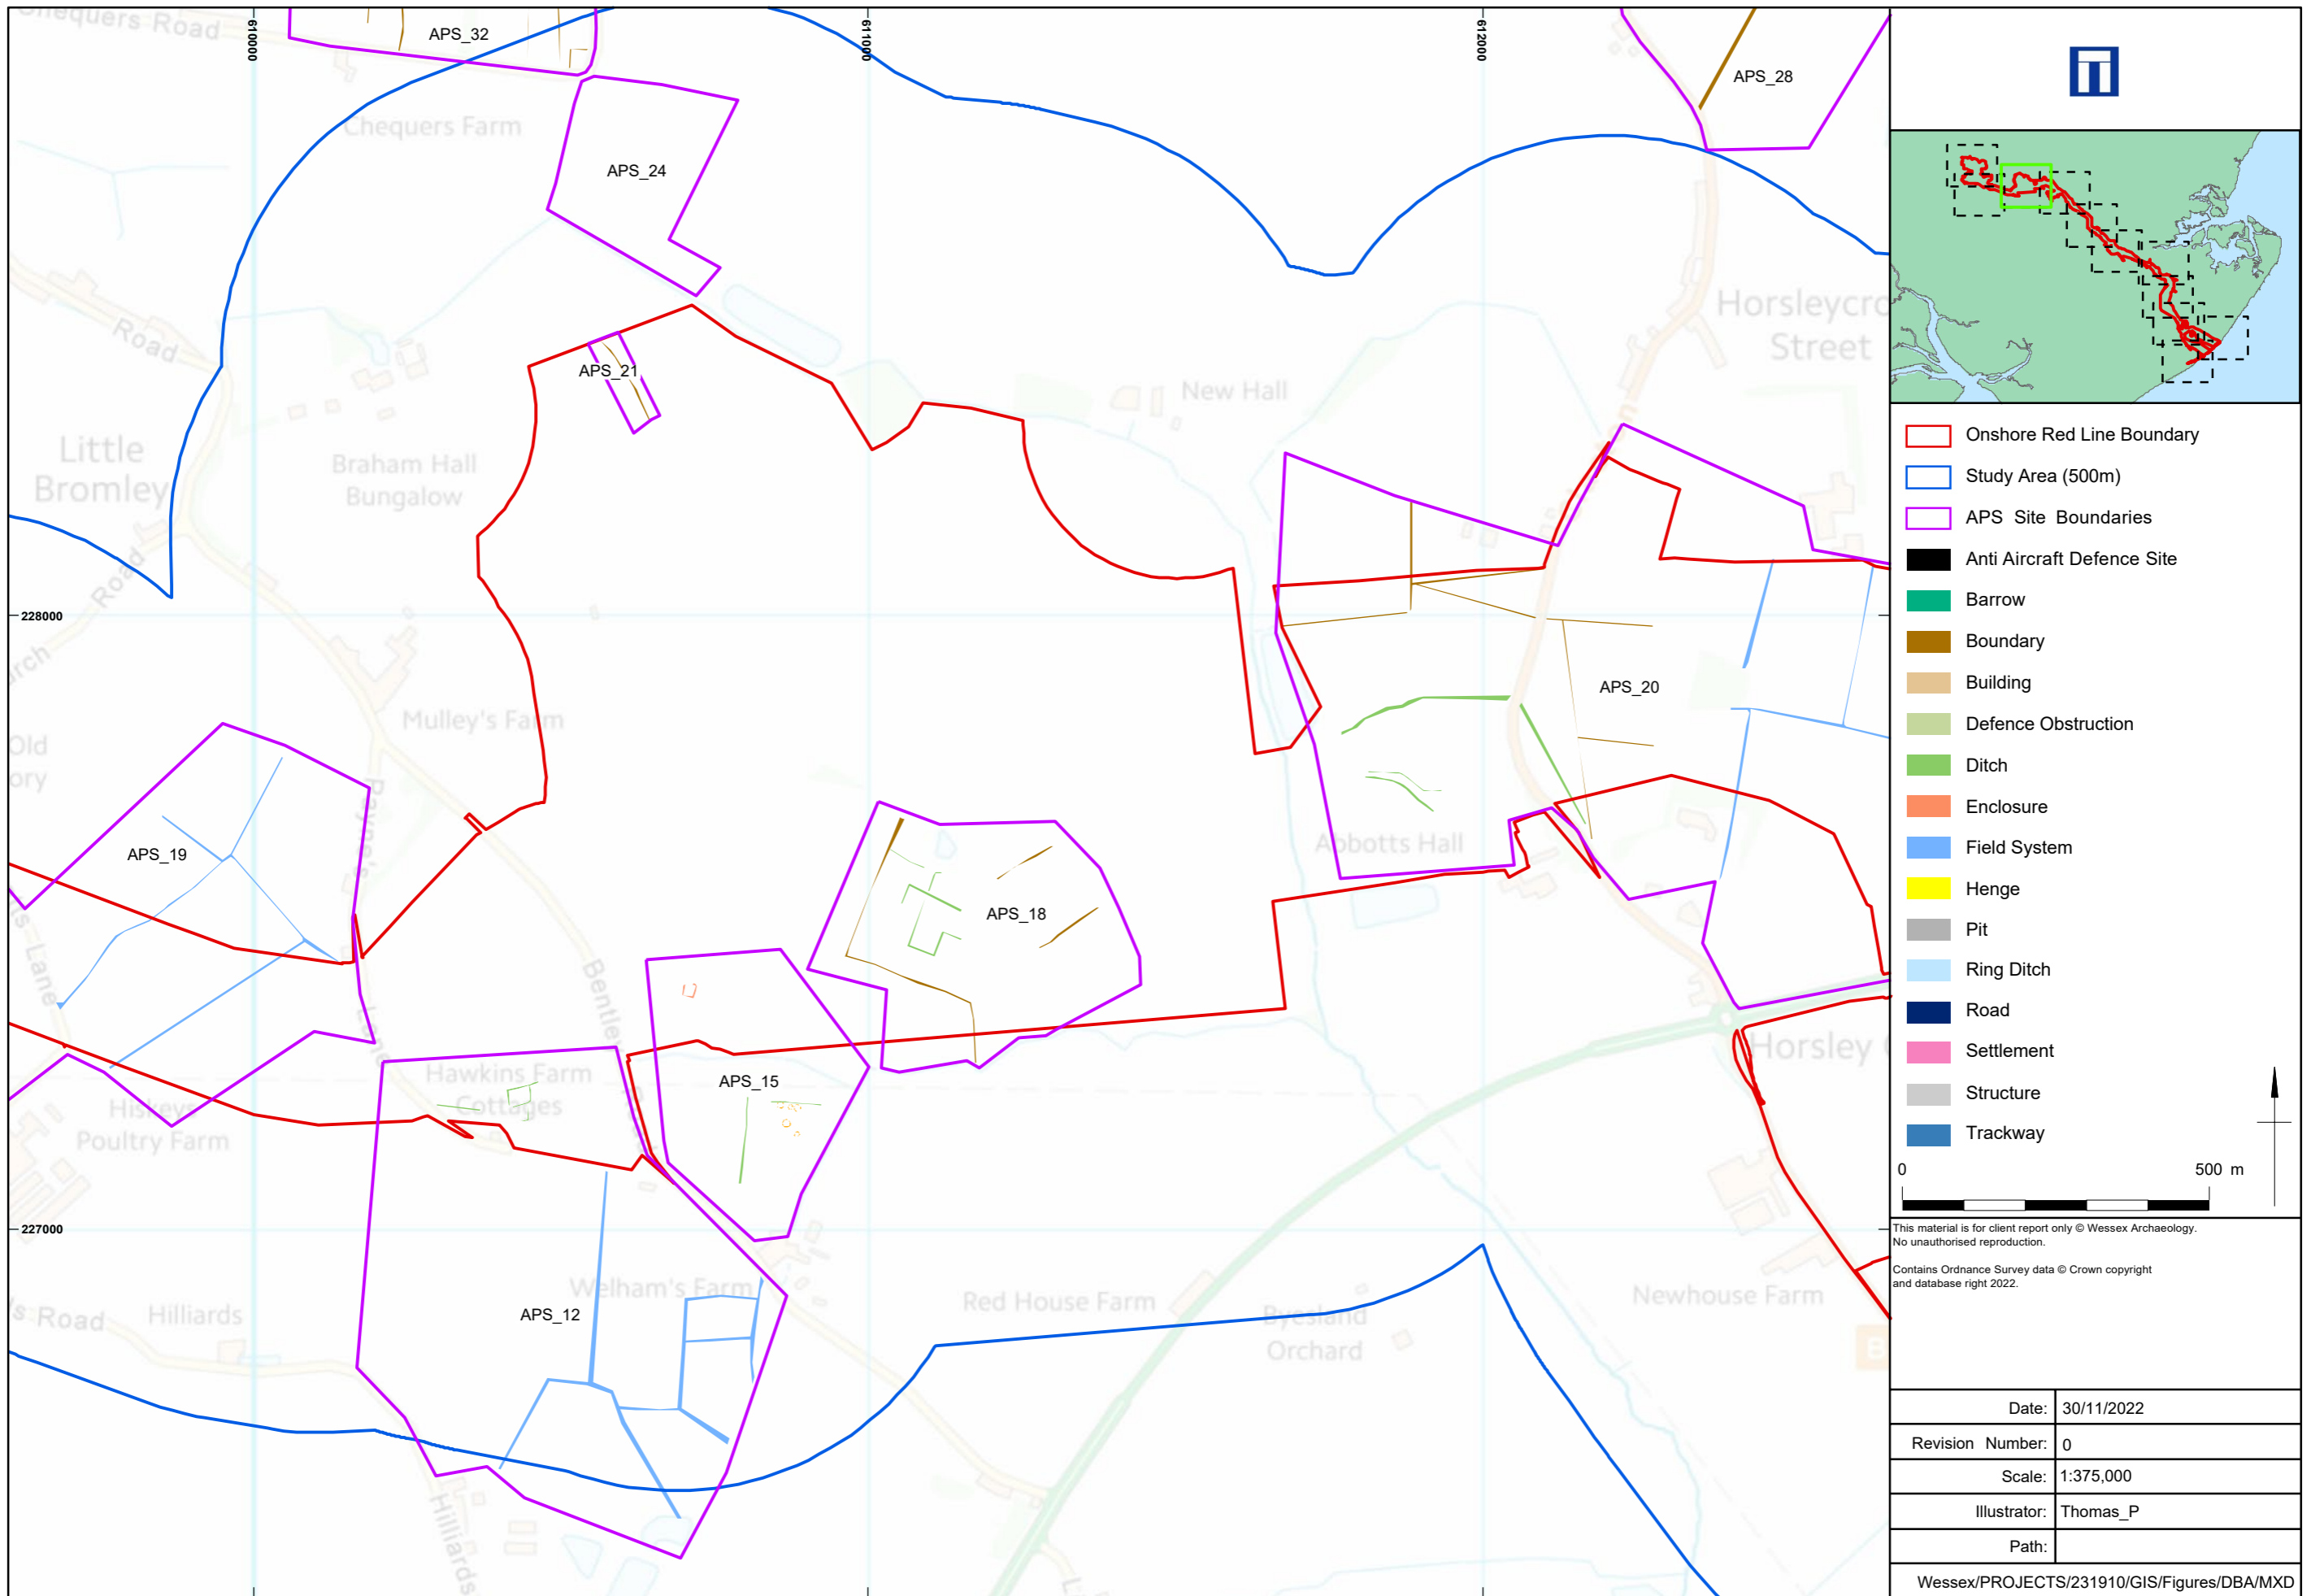 610000
611000
612000
Chequers Road
APS_32
APS_28
Chequers Farm
APS_24
Horsleycro
Street
Road
APS_21
New Hall
Little
Bromley
Braham Hall
Bungalow
Road
228000
APS_20
Mulley's Farm
Old
ory
APS_19
Abbotts Hall
APS_18
Lane
Bentley
Lane
Horsley
Hawkins Farm
Cottages
APS_15
Hiskeys
Poultry Farm
227000
Welham's Farm
Red House Farm
Byesland
Orchard
Newhouse Farm
ls Road
Hilliards
APS_12
B
Hilliards
Onshore Red Line Boundary
Study Area (500m)
APS Site Boundaries
Anti Aircraft Defence Site
Barrow
Boundary
Building
Defence Obstruction
Ditch
Enclosure
Field System
Henge
Pit
Ring Ditch
Road
Settlement
Structure
Trackway
0 500 m
This material is for client report only © Wessex Archaeology.
No unauthorised reproduction.
Contains Ordnance Survey data © Crown copyright
and database right 2022.
Date: 30/11/2022
Revision Number: 0
Scale: 1:375,000
Illustrator: Thomas_P
Path:
Wessex/PROJECTS/231910/GIS/Figures/DBA/MXD